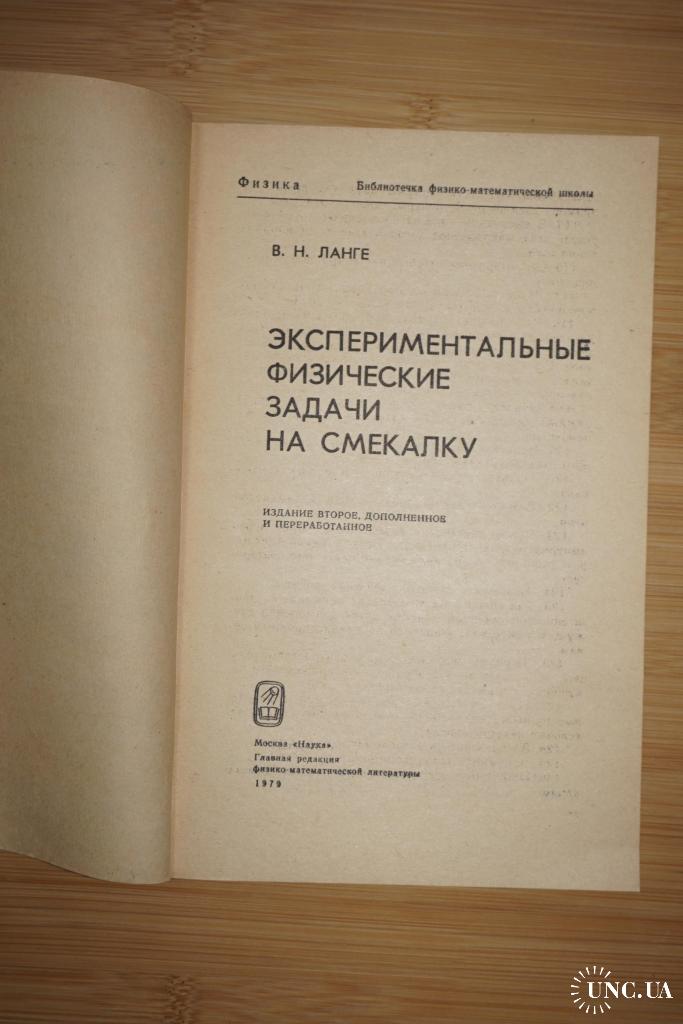 Физика Библиотечка физико-математической школы
В. Н. ЛАНГЕ
ЭКСПЕРИМЕНТАЛЬНЫЕ
ФИЗИЧЕСКИЕ
ЗАДАЧИ
НА СМЕКАЛКУ
ИЗДАНИЕ ВТОРОЕ, ДОПОЛНЕННОЕ
И ПЕРЕРАБОТАННОЕ
Москва «Наука»
Главная редакция
физико-математической литературы
1979
UNC.UA